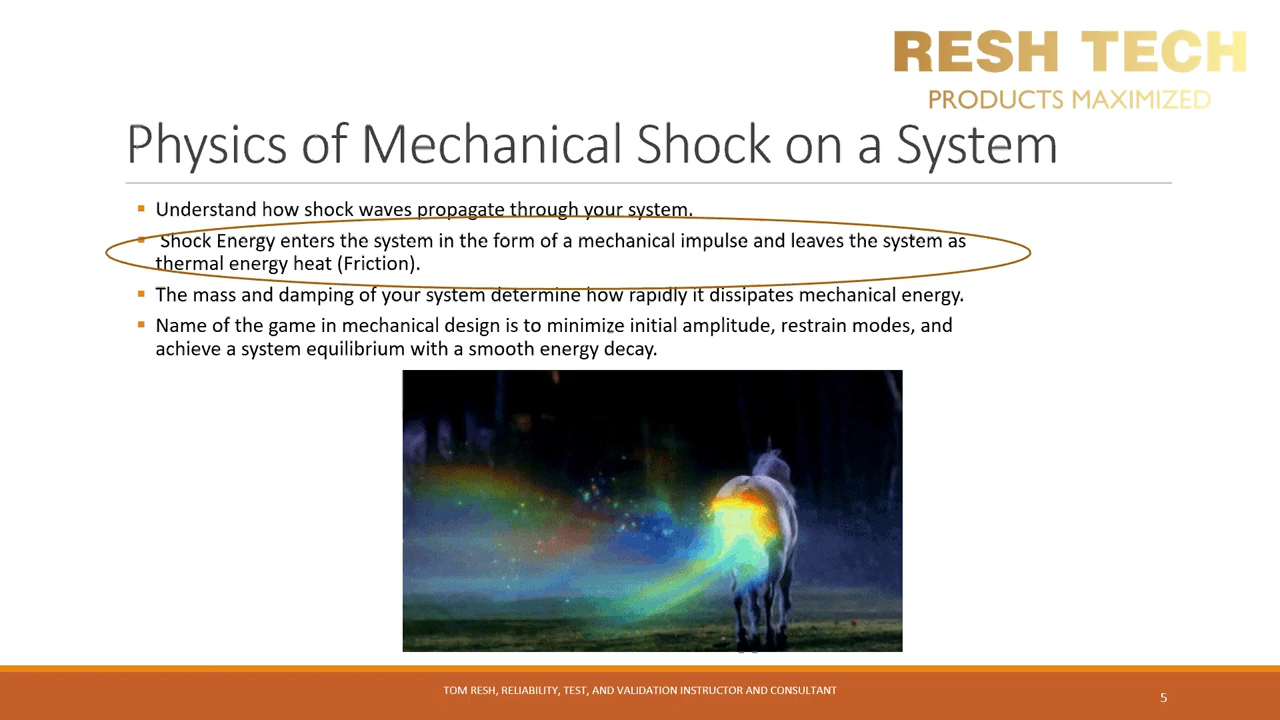 RESH TECH
PRODUCTS MAXIMIZED
Physics of Mechanical Shock on a System
Understand how shock waves propagate through your system.
Shock Energy enters the system in the form of a mechanical impulse and leaves the system as
thermal energy heat (Friction).
The mass and damping of your system determine how rapidly it dissipates mechanical energy.
Name of the game in mechanical design is to minimize initial amplitude, restrain modes, and
achieve a system equilibrium with a smooth energy decay.
TOM RESH, RELIABILITY, TEST, AND VALIDATION INSTRUCTOR AND CONSULTANT
5